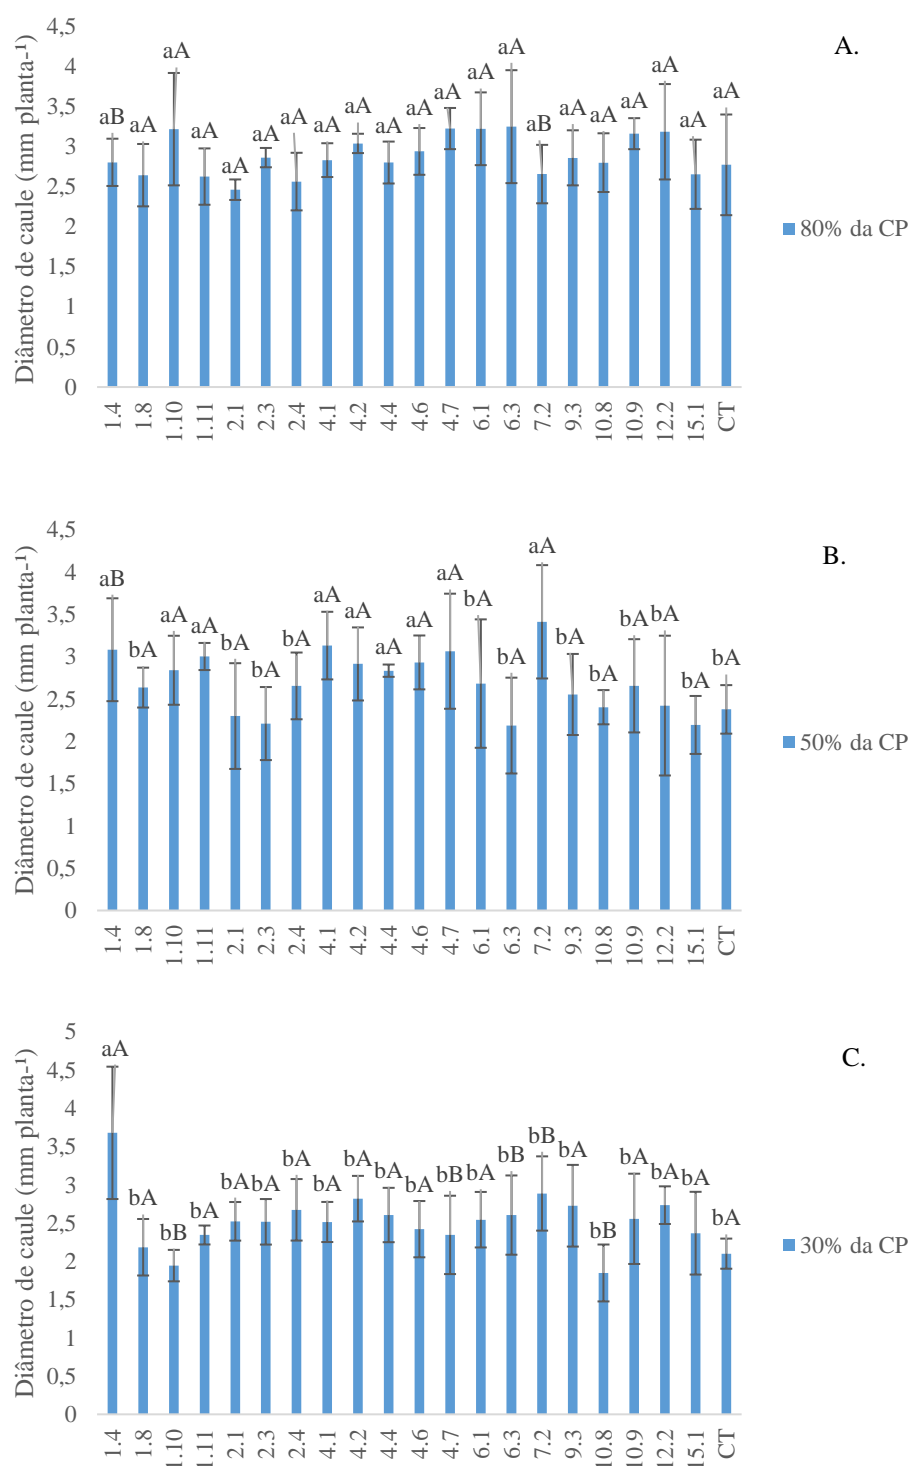 A.
Diâmetro de caule (mm planta-¹)
4,5
4
3,5
3
2,5
2
1,5
1
0,5
0
aB aA aA aA aA aA aA aA aA aA aA aA aA aA aB aA aA aA aA aA aA
1.4 1.8 1.10 1.11 2.1 2.3 2.4 4.1 4.2 4.4 4.6 4.7 6.1 6.3 7.2 9.3 10.8 10.9 12.2 15.1 CT
80% da CP
B.
Diâmetro de caule (mm planta-¹)
4,5
4
3,5
3
2,5
2
1,5
1
0,5
0
aB bA aA aA bA bA bA aA aA aA aA aA bA bA aA bA bA bA bA bA bA
1.4 1.8 1.10 1.11 2.1 2.3 2.4 4.1 4.2 4.4 4.6 4.7 6.1 6.3 7.2 9.3 10.8 10.9 12.2 15.1 CT
50% da CP
C.
Diâmetro de caule (mm planta-¹)
5
4,5
4
3,5
3
2,5
2
1,5
1
0,5
0
aA bA bB bA bA bA bA bA bA bA bA bB bA bB bB bA bB bA bA bA bA
1.4 1.8 1.10 1.11 2.1 2.3 2.4 4.1 4.2 4.4 4.6 4.7 6.1 6.3 7.2 9.3 10.8 10.9 12.2 15.1 CT
30% da CP